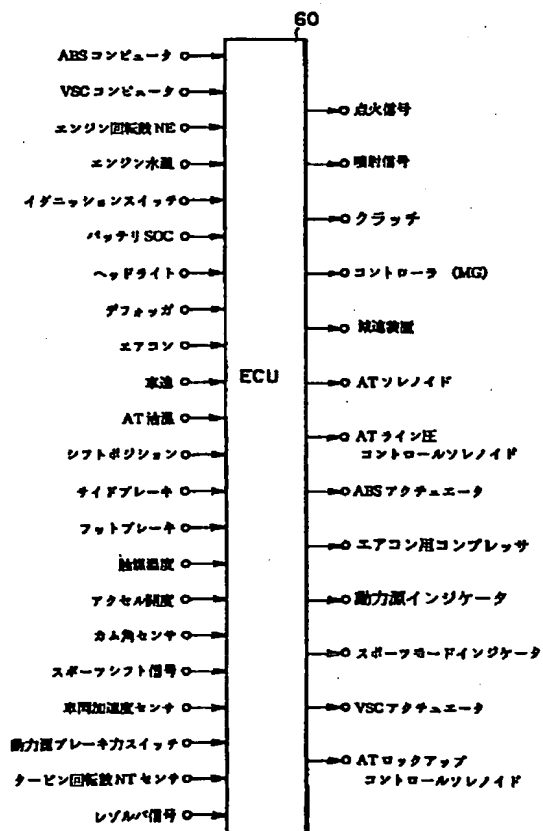 60
ABSコンピュータ
VSCコンピュータ
エンジン回転数NE
エンジン水温
イグニッションスイッチ
バッテリSOC
ヘッドライト
デフォッガ
エアコン
車速
AT油温
シフトポジション
サイドブレーキ
フットブレーキ
触媒温度
アクセル開度
カム角センサ
スポーツシフト信号
車両加速度センサ
動力源ブレーキ力スイッチ
タービン回転数NTセンサ
レゾルバ信号
ECU
点火信号
噴射信号
クラッチ
コントローラ (MG)
減速装置
ATソレノイド
ATライン圧
コントロールソレノイド
ABSアクチュエータ
エアコン用コンプレッサ
動力源インジケータ
スポーツモードインジケータ
VSCアクチュエータ
ATロックアップ
コントロールソレノイド